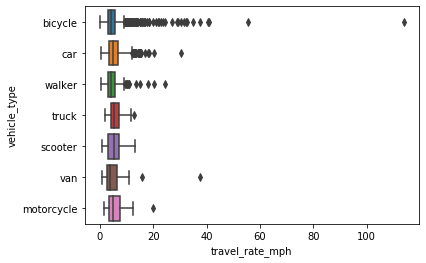 bicycle
car
walker
truck
scooter
van
motorcycle
vehicle_type
0 20 40 60 80 100
travel_rate_mph